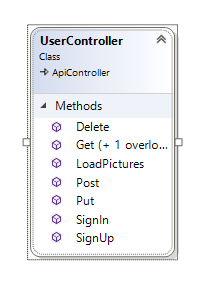 UserController
Class
ApiController
Methods
Delete
Get (+ 1 overlo...
LoadPictures
Post
Put
SignIn
SignUp